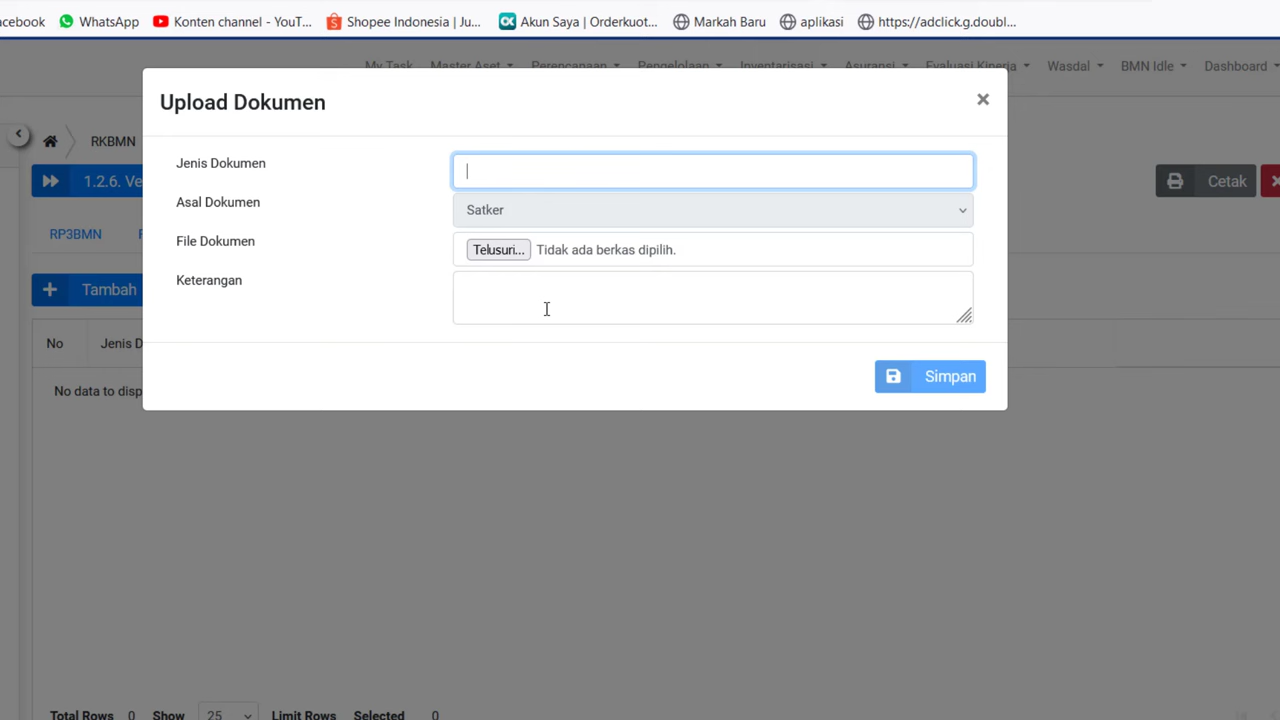 acebook WhatsApp Konten channel - YouT... Shopee Indonesia | Ju... Akun Saya | Orderkuot... Markah Baru aplikasi https://adclick.g.doubl...
My Task Master Aset Perencanaan Pengelolaan Inventarisasi Asuransi Evaluasi Kinerja Wasdal BMN Idle Dashboard
Upload Dokumen
RKBMN
Jenis Dokumen
1.2.6. Ve
Cetak
Asal Dokumen Satker
RP3BMN
File Dokumen Telusuri... Tidak ada berkas dipilih.
Keterangan
Tambah
No Jenis D
Simpan
No data to disp
Total Rows 0 Show 25 Limit Rows Selected 0